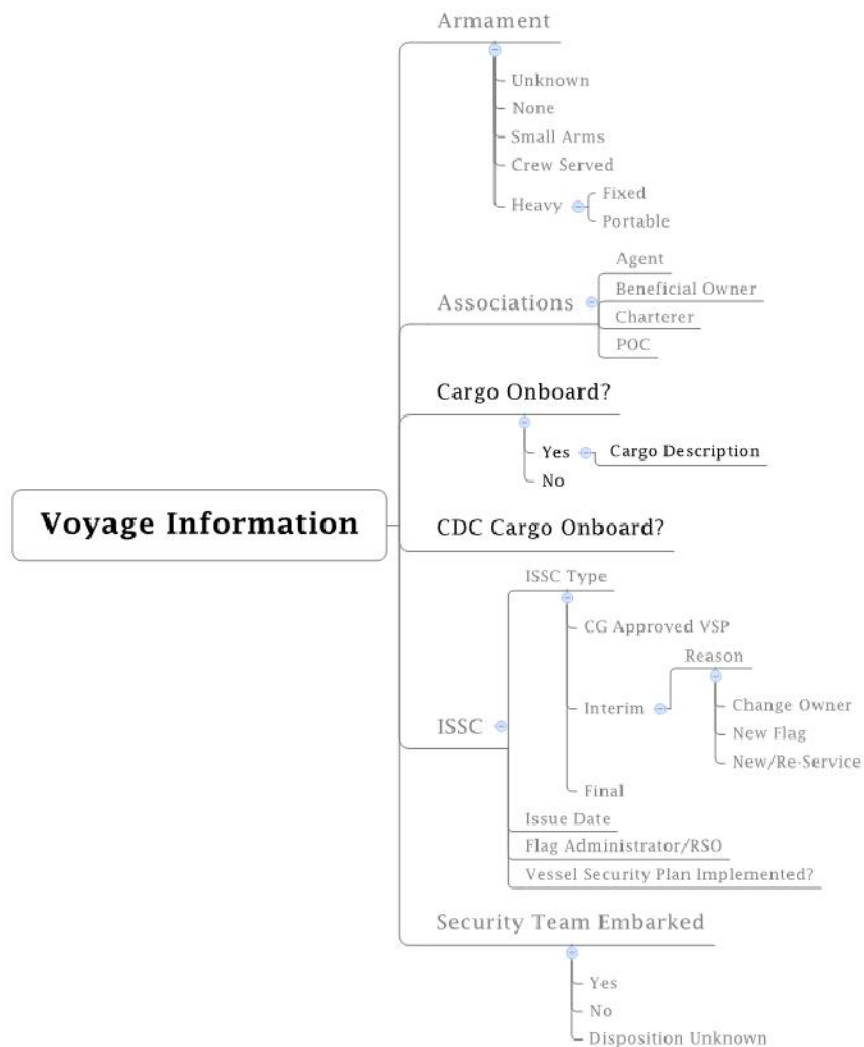 Armament
Unknown
None
Small Arms
Crew Served
Heavy
Fixed
Portable
Associations
Agent
Beneficial Owner
Charterer
POC
Cargo Onboard?
Yes
Cargo Description
No
Voyage Information
CDC Cargo Onboard?
ISSC
ISSC Type
CG Approved VSP
Interim
Reason
Change Owner
New Flag
New/Re-Service
Final
Issue Date
Flag Administrator/RSO
Vessel Security Plan Implemented?
Security Team Embarked
Yes
No
Disposition Unknown